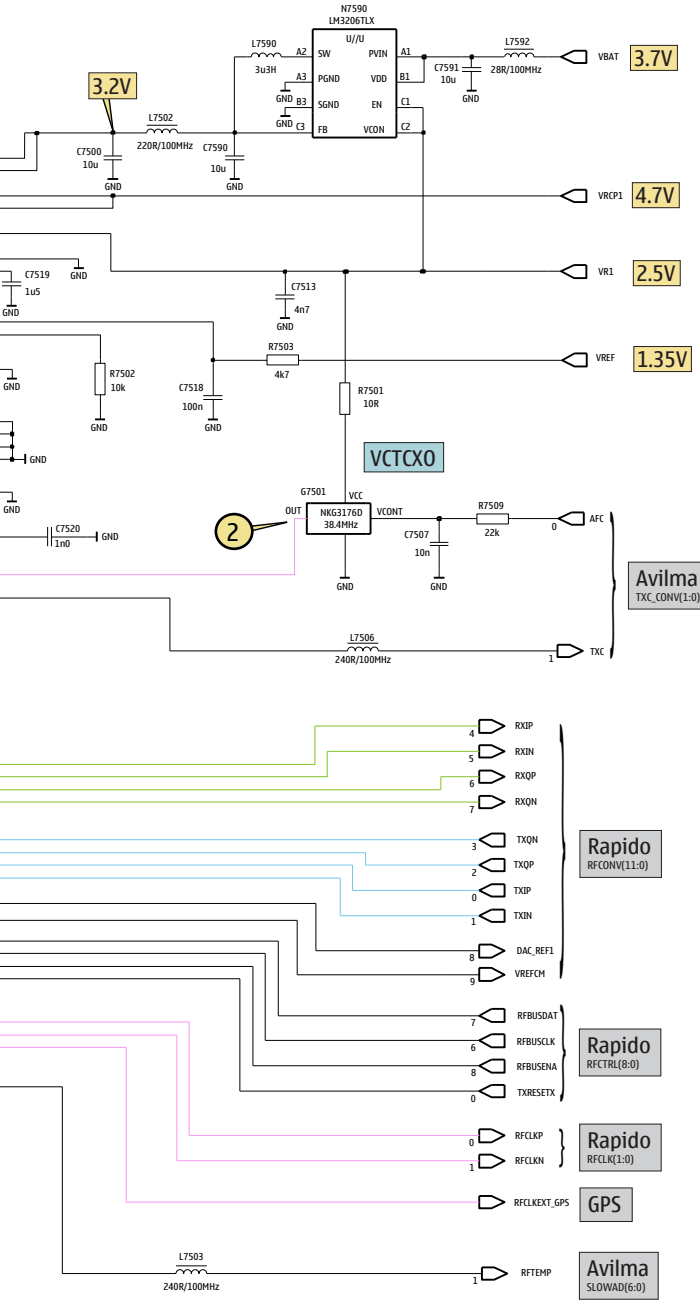 N7590
LM3206TLX
U//U
L7590
3u3H
A2 SW
PVIN A1
A3 PGND
VDD B1
B3 SGND
EN C1
C3 FB
VCON C2
GND
GND
C7591
10u
GND
L7592
28R/100MHz
VBAT 3.7V
3.2V
L7502
220R/100MHz
C7500
10u
GND
C7590
10u
GND
VRCP1 4.7V
GND
C7519
1u5
GND
C7513
4n7
GND
VR1 2.5V
R7503
4k7
VREF 1.35V
R7502
10k
GND
GND
C7518
100n
GND
R7501
10R
GND
VCTCXO
G7501
VCC
OUT
NKG3176D
38.4MHz
VCONT
2
GND
GND
R7509
22k
0
AFC
C7507
10n
GND
C7520
1n0
GND
Avilma
TXC_CONV(1:0)
L7506
240R/100MHz
1
TXC
4 RXIP
5 RXIN
6 RXQP
7 RXQN
3 TXQN
2 TXQP
0 TXIP
1 TXIN
Rapido
RFCONV(11:0)
8 DAC_REF1
9 VREFCM
7 RFBUSDAT
6 RFBUSCLK
8 RFBUSENA
0 TXRESETX
Rapido
RFCTRL(8:0)
0 RFCLKP
1 RFCLKN
Rapido
RFCLK(1:0)
RFCLKEXT_GPS
GPS
L7503
240R/100MHz
1 RFTEMP
Avilma
SLOWAD(6:0)